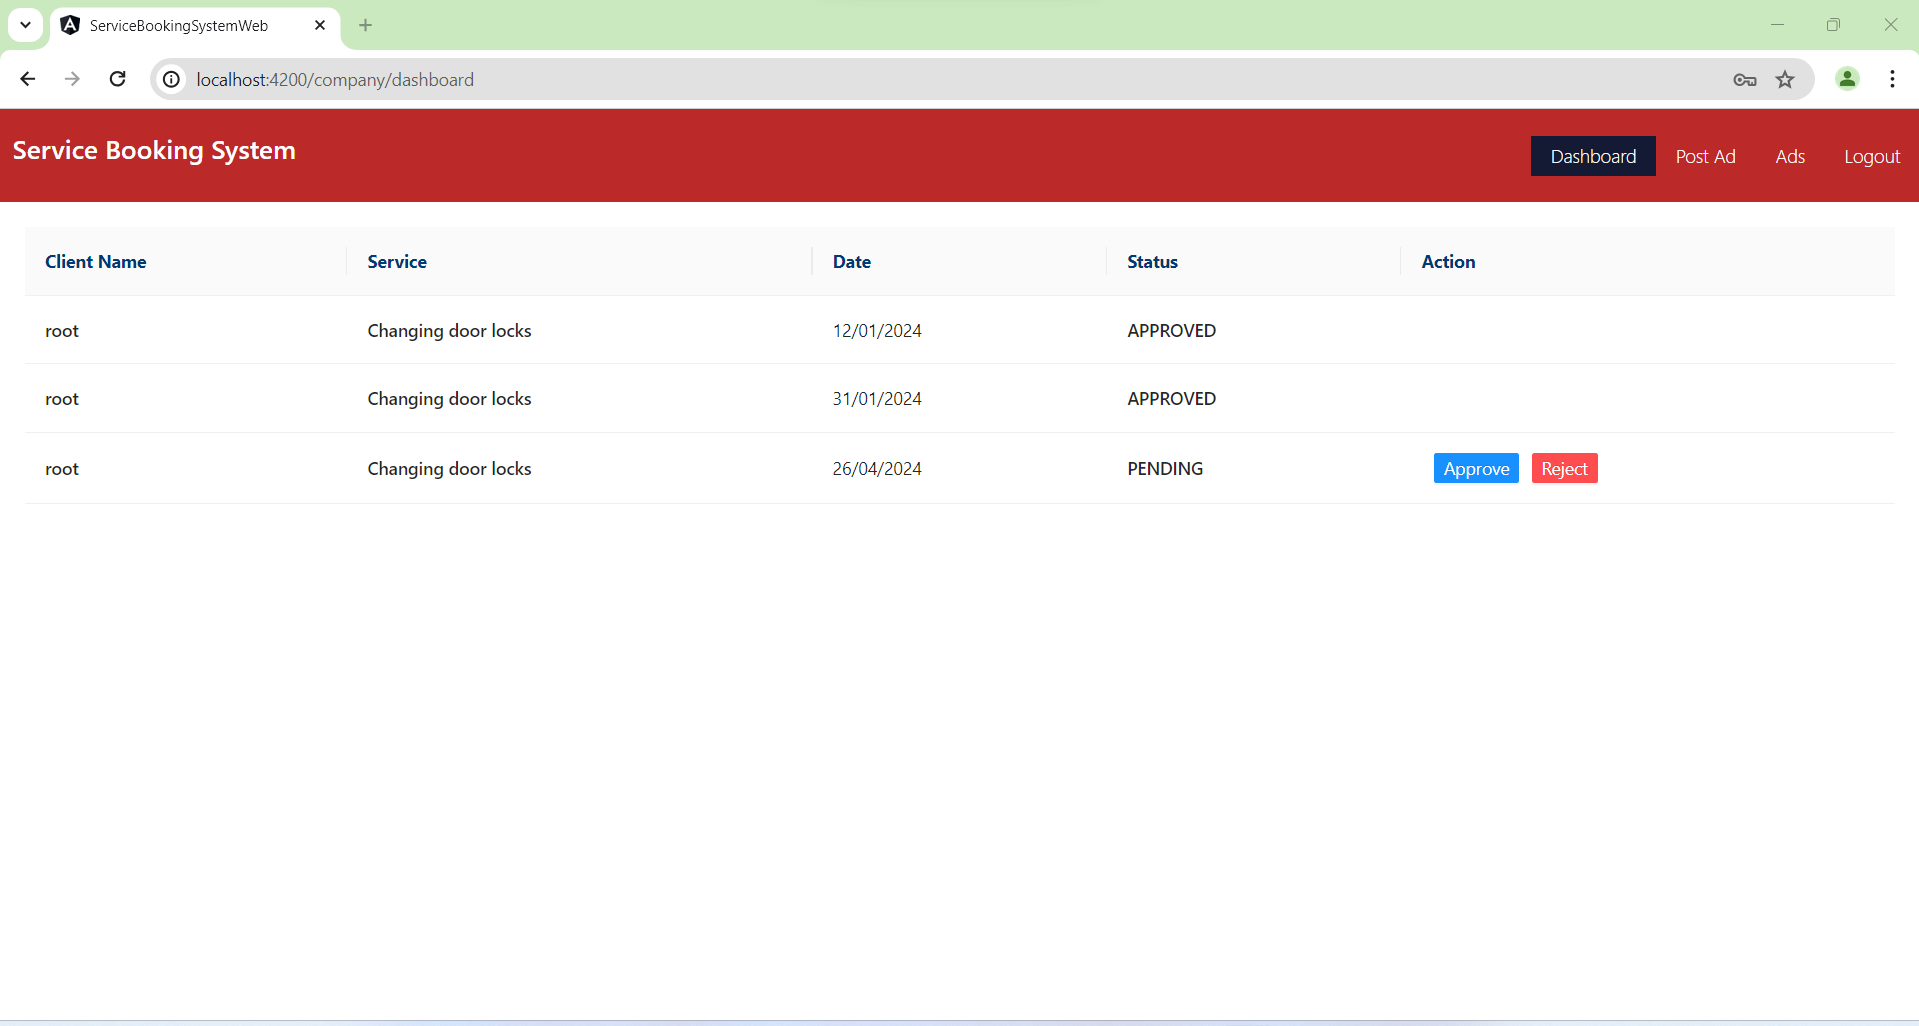 ServiceBookingSystemWeb
localhost:4200/company/dashboard
Service Booking System
Dashboard Post Ad Ads Logout
Client Name Service Date Status Action
root Changing door locks 12/01/2024 APPROVED
root Changing door locks 31/01/2024 APPROVED
root Changing door locks 26/04/2024 PENDING Approve Reject